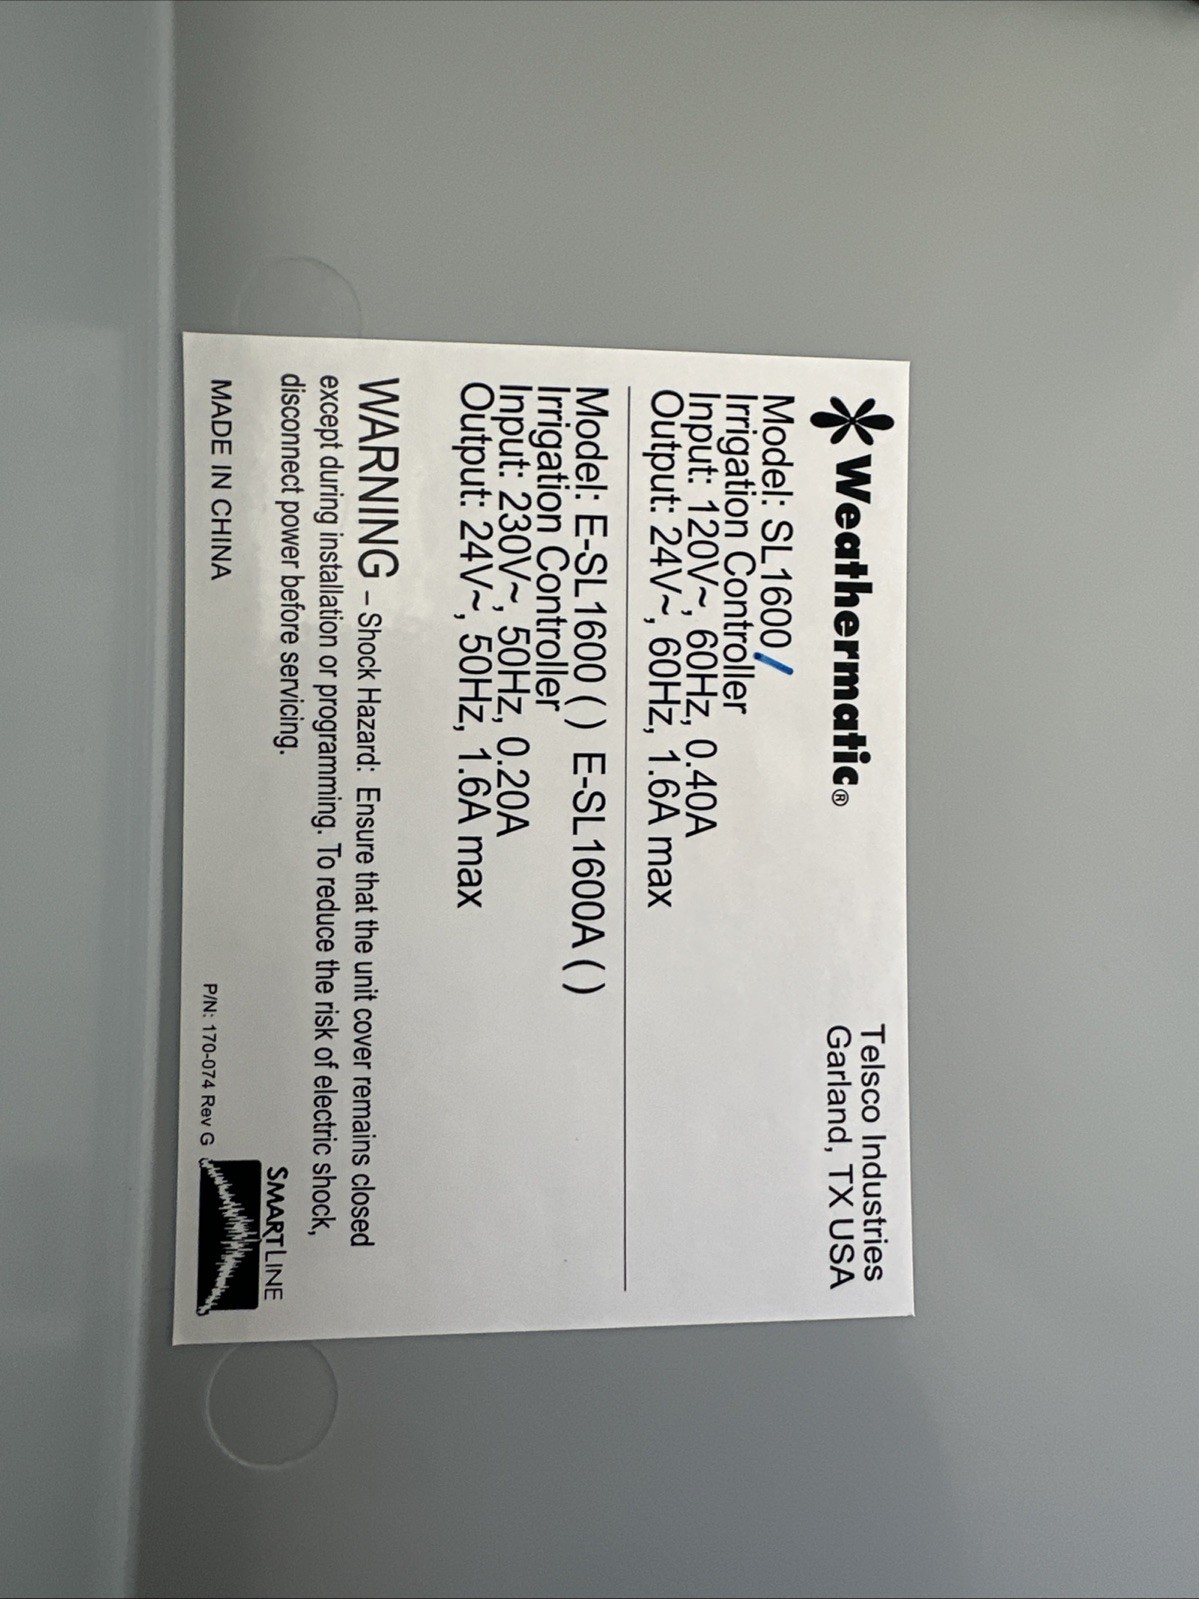 Weathermatic®
Telsco Industries
Garland, TX USA
Model: SL1600/
Irrigation Controller
Input: 120V~, 60Hz, 0.40A
Output: 24V~, 60Hz, 1.6A max
Model: E-SL1600 ( ) E-SL1600A ( )
Irrigation Controller
Input: 230V~, 50Hz, 0.20A
Output: 24V~, 50Hz, 1.6A max
WARNING – Shock Hazard: Ensure that the unit cover remains closed
except during installation or programming. To reduce the risk of electric shock,
disconnect power before servicing.
MADE IN CHINA
P/N: 170-074 Rev G
SMARTLINE